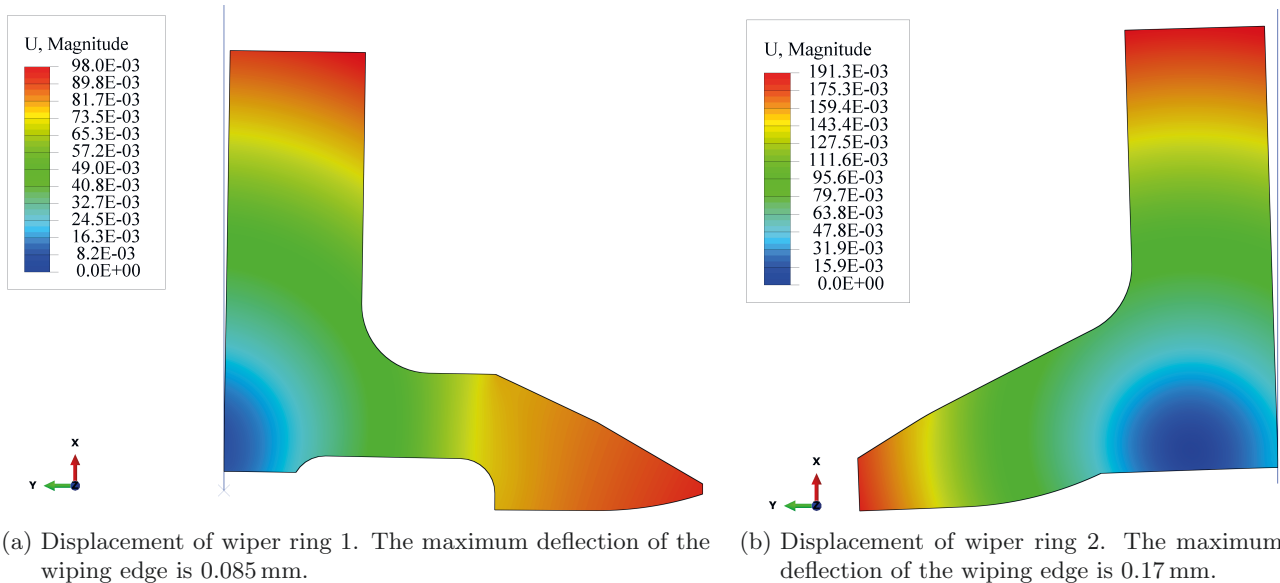 U, Magnitude
98.0E-03
89.8E-03
81.7E-03
73.5E-03
65.3E-03
57.2E-03
49.0E-03
40.8E-03
32.7E-03
24.5E-03
16.3E-03
8.2E-03
0.0E+00
X
Y
Z
(a) Displacement of wiper ring 1. The maximum deflection of the
wiping edge is 0.085 mm.
U, Magnitude
191.3E-03
175.3E-03
159.4E-03
143.4E-03
127.5E-03
111.6E-03
95.6E-03
79.7E-03
63.8E-03
47.8E-03
31.9E-03
15.9E-03
0.0E+00
X
Y
Z
(b) Displacement of wiper ring 2. The maximum
deflection of the wiping edge is 0.17 mm.